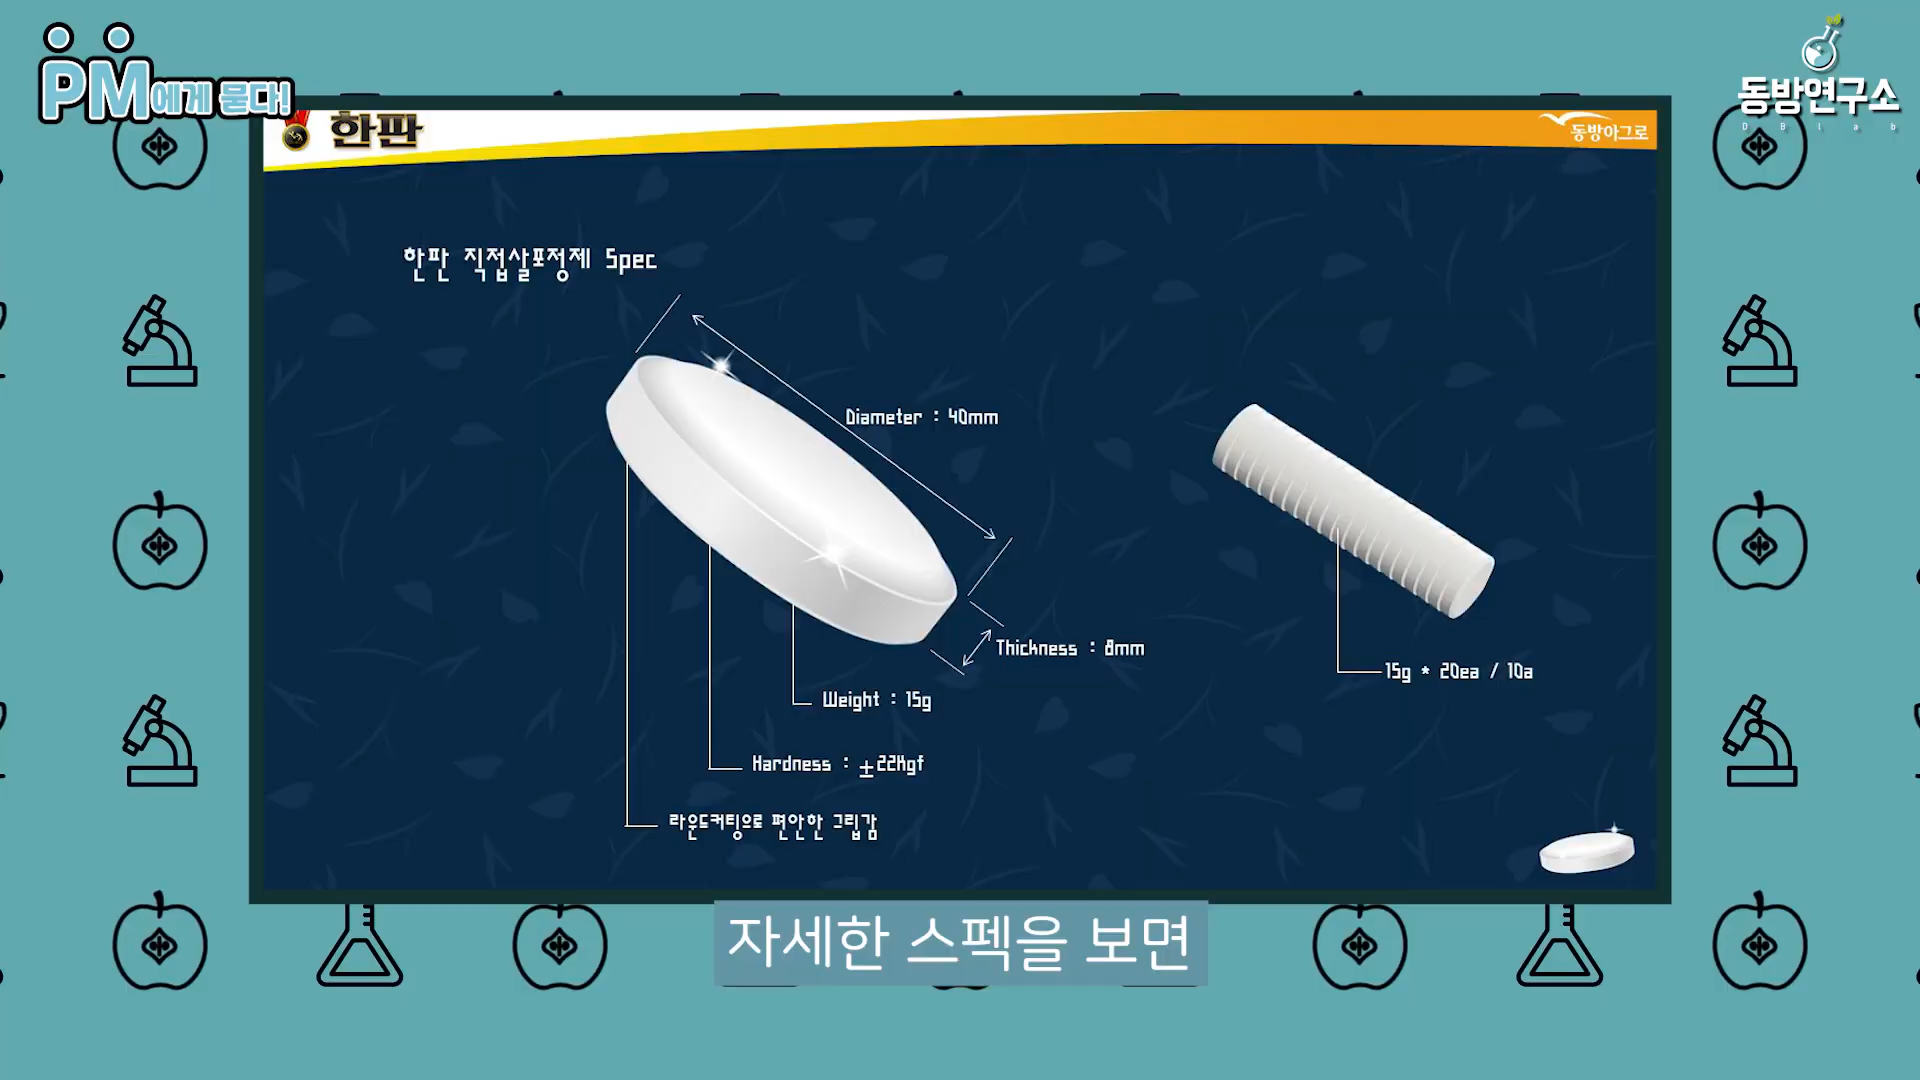 PM에게 묻다!
동방연구소
D B l a b
한판
동방아그로
한판 직접살포정제 Spec
Diameter : 40mm
Thickness : 8mm
Weight : 15g
Hardness : ±22Kgf
라운드커팅으로 편안한 그립감
15g * 20ea / 10a
자세한 스펙을 보면